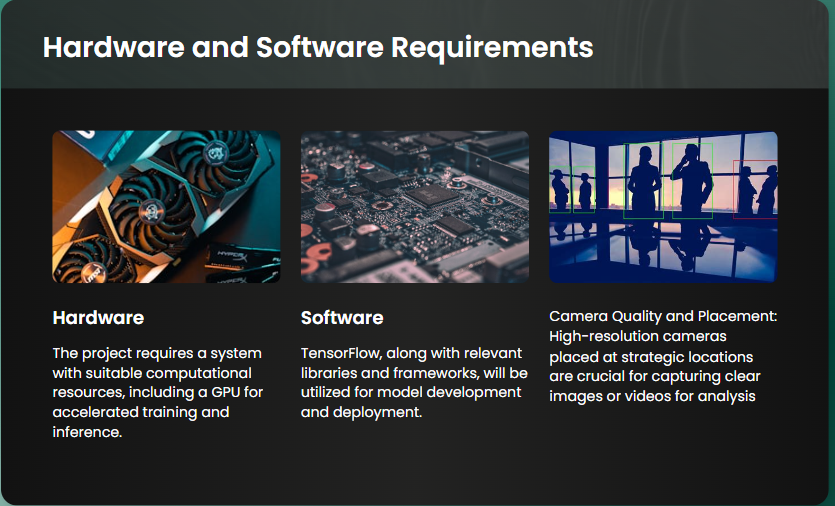 Hardware and Software Requirements
Hardware
The project requires a system
with suitable computational
resources, including a GPU for
accelerated training and
inference.
Software
TensorFlow, along with relevant
libraries and frameworks, will be
utilized for model development
and deployment.
Camera Quality and Placement:
High-resolution cameras
placed at strategic locations
are crucial for capturing clear
images or videos for analysis